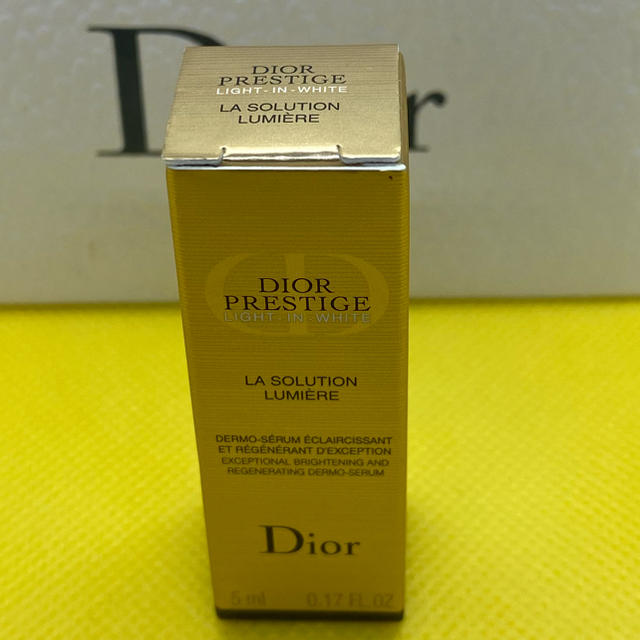 Dior
DIOR
PRESTIGE
LIGHT-IN-WHITE
LA SOLUTION
LUMIÈRE
DIOR
PRESTIGE
LIGHT-IN-WHITE
LA SOLUTION
LUMIÈRE
DERMO-SÉRUM ÉCLAIRCISSANT
ET RÉGÉNÉRANT D'EXCEPTION
EXCEPTIONAL BRIGHTENING AND
REGENERATING DERMO-SERUM
Dior
5 ml 0.17 FL.OZ